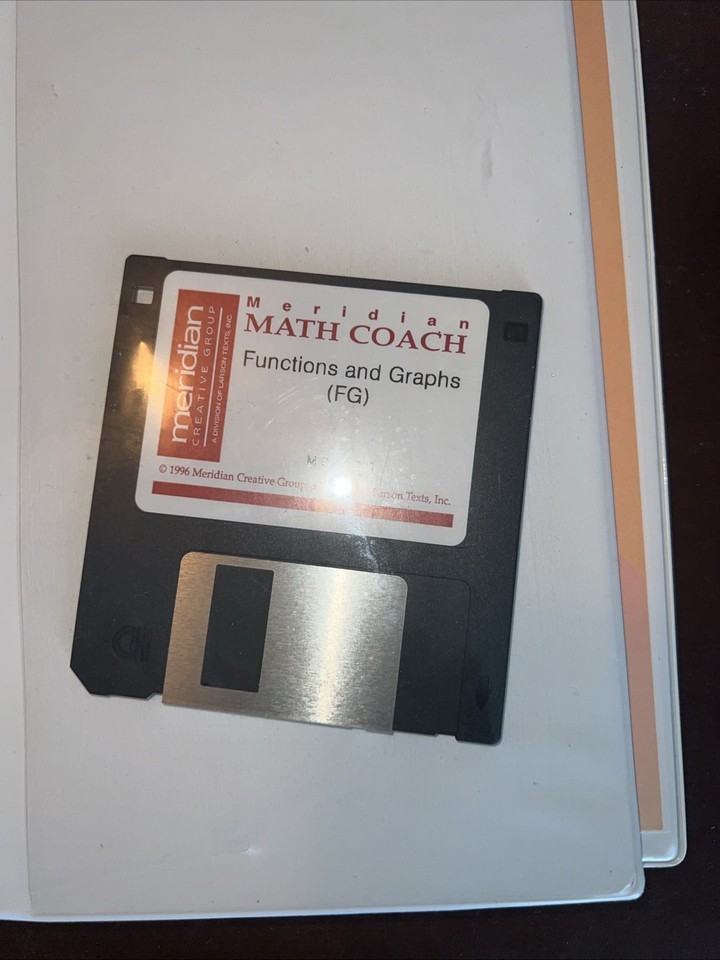 meridian
CREATIVE GROUP
A DIVISION OF LARSON TEXTS, INC.
Meridian
MATH COACH
Functions and Graphs
(FG)
© 1996 Meridian Creative Group, Larson Texts, Inc.